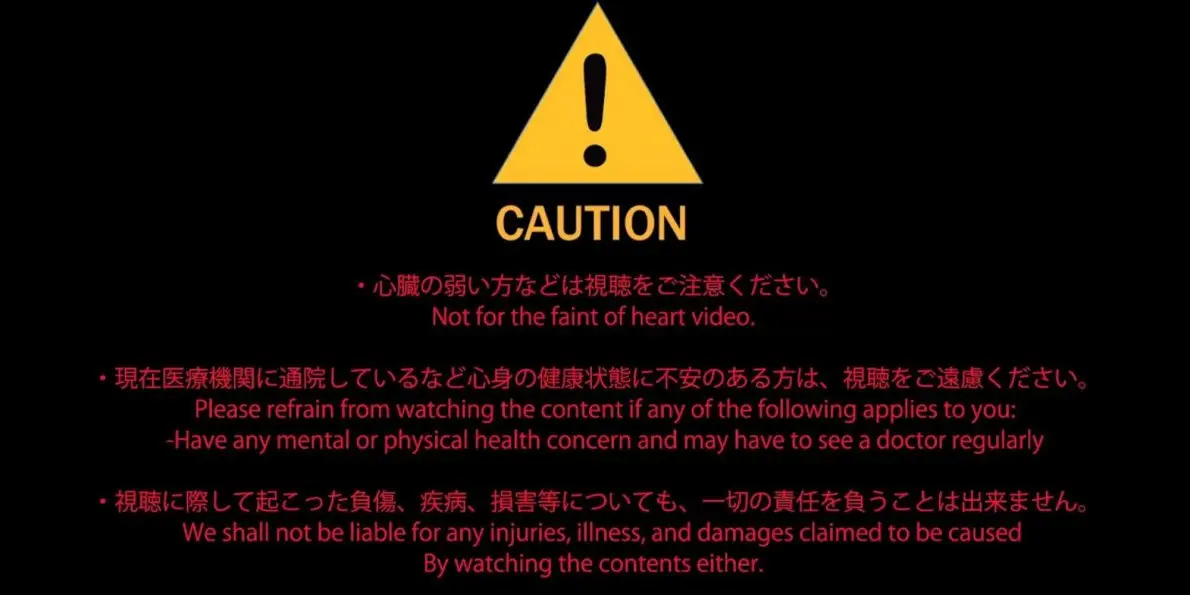 CAUTION
・心臓の弱い方などは視聴をご注意ください。
Not for the faint of heart video.
・現在医療機関に通院しているなど心身の健康状態に不安のある方は、視聴をご遠慮ください。
Please refrain from watching the content if any of the following applies to you:
-Have any mental or physical health concern and may have to see a doctor regularly
・視聴に際して起こった負傷、疾病、損害等についても、一切の責任を負うことは出来ません。
We shall not be liable for any injuries, illness, and damages claimed to be caused
By watching the contents either.